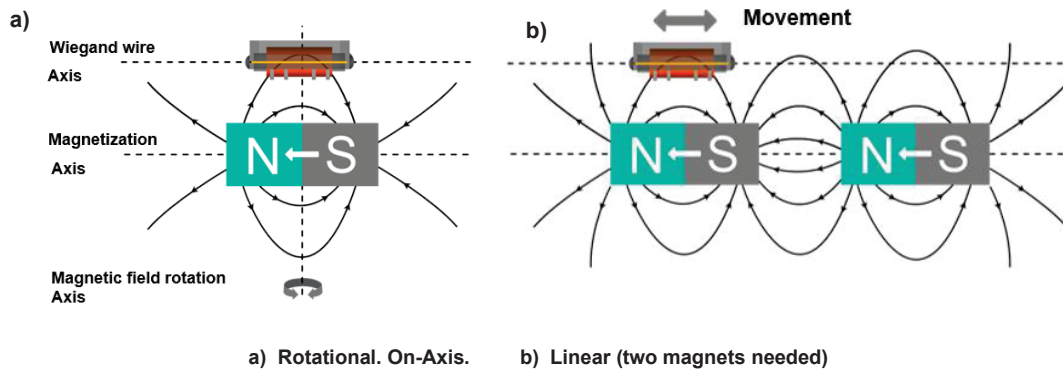 a)
Wiegand wire
Axis
Magnetization
Axis
N S
Magnetic field rotation
Axis
b)
Movement
N S
N S
a) Rotational. On-Axis.
b) Linear (two magnets needed)